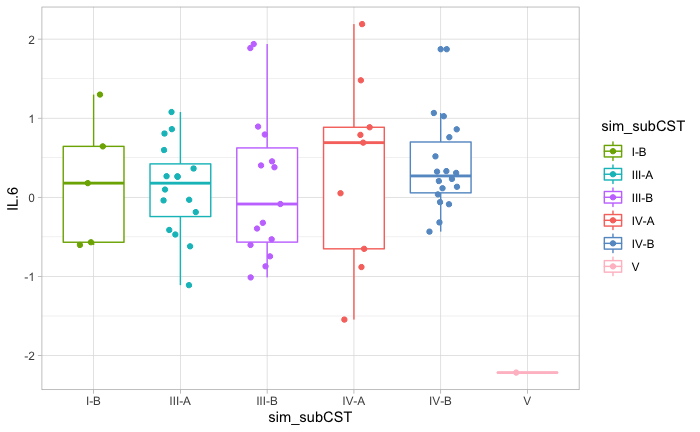 2
1
0
-1
-2
IL.6
I-B
III-A
III-B
IV-A
IV-B
V
sim_subCST
sim_subCST
I-B
III-A
III-B
IV-A
IV-B
V